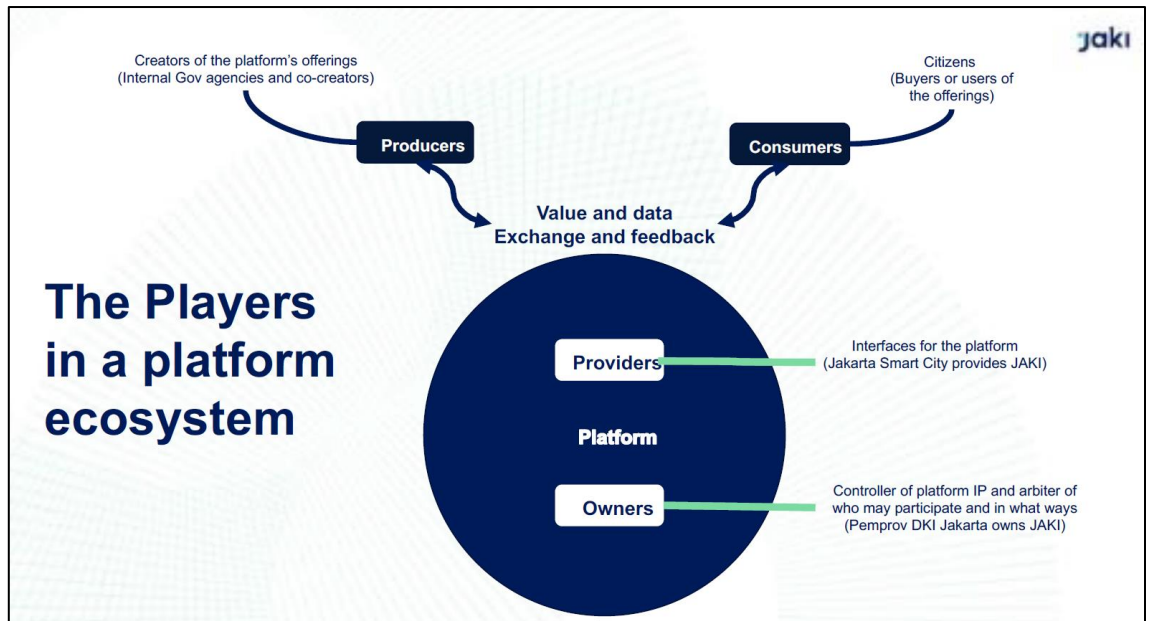 JAKI
Creators of the platform's offerings
(Internal Gov agencies and co-creators)
Citizens
(Buyers or users of
the offerings)
Producers
Consumers
Value and data
Exchange and feedback
The Players
in a platform
ecosystem
Providers
Interfaces for the platform
(Jakarta Smart City provides JAKI)
Platform
Owners
Controller of platform IP and arbiter of
who may participate and in what ways
(Pemprov DKI Jakarta owns JAKI)